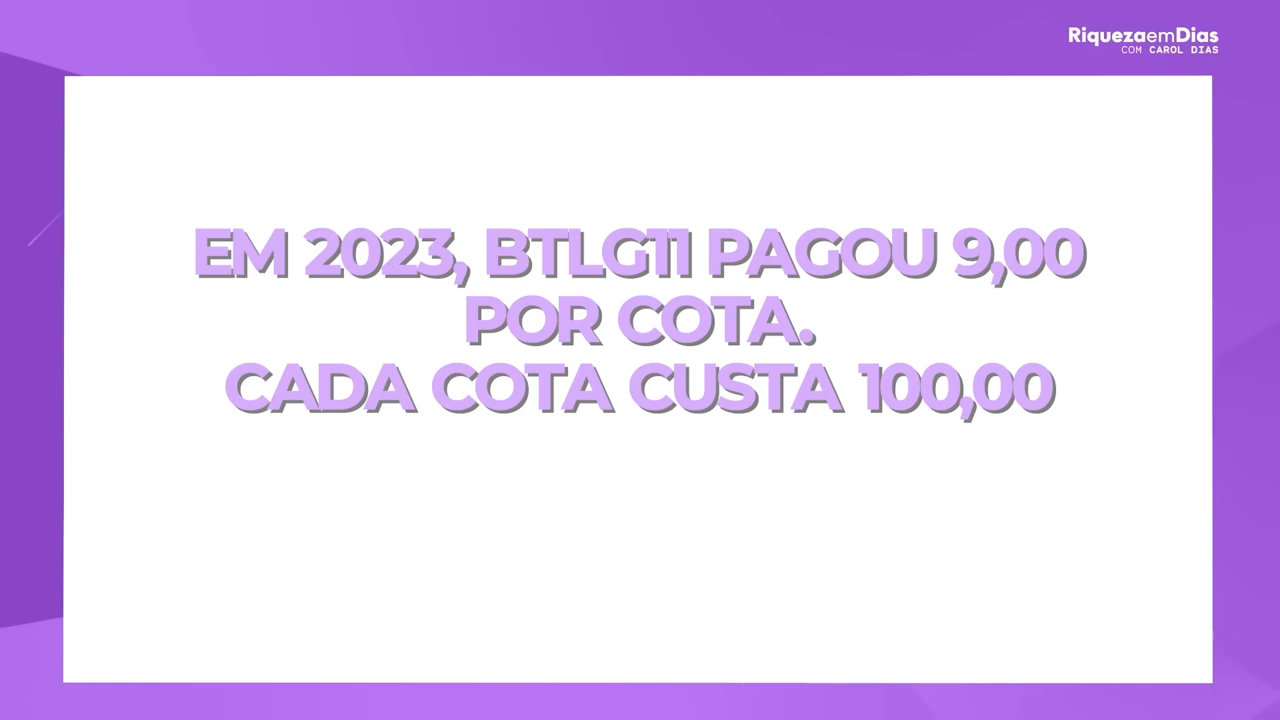 RiquezaemDias
COM CAROL DIAS
EM 2023, BTLG11 PAGOU 9,00
POR COTA.
CADA COTA CUSTA 100,00